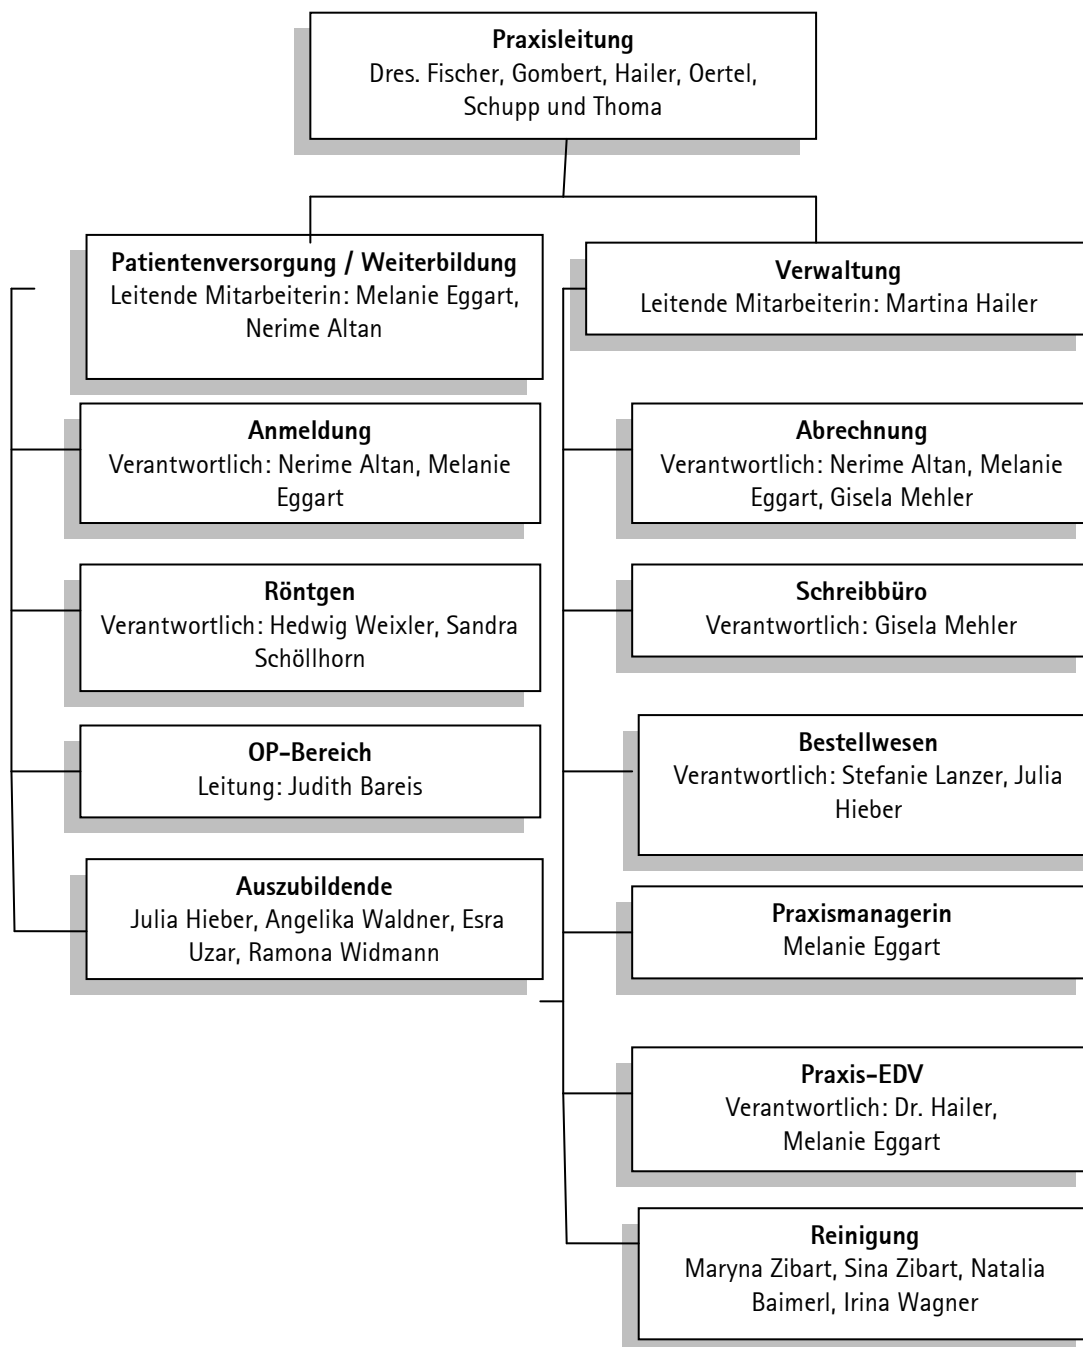 Praxisleitung
Dres. Fischer, Gombert, Hailer, Oertel,
Schupp und Thoma
Patientenversorgung / Weiterbildung
Leitende Mitarbeiterin: Melanie Eggart,
Nerime Altan
Verwaltung
Leitende Mitarbeiterin: Martina Hailer
Anmeldung
Verantwortlich: Nerime Altan, Melanie
Eggart
Abrechnung
Verantwortlich: Nerime Altan, Melanie
Eggart, Gisela Mehler
Röntgen
Verantwortlich: Hedwig Weixler, Sandra
Schöllhorn
Schreibbüro
Verantwortlich: Gisela Mehler
OP-Bereich
Leitung: Judith Bareis
Bestellwesen
Verantwortlich: Stefanie Lanzer, Julia
Hieber
Auszubildende
Julia Hieber, Angelika Waldner, Esra
Uzar, Ramona Widmann
Praxismanagerin
Melanie Eggart
Praxis-EDV
Verantwortlich: Dr. Hailer,
Melanie Eggart
Reinigung
Maryna Zibart, Sina Zibart, Natalia
Baimerl, Irina Wagner